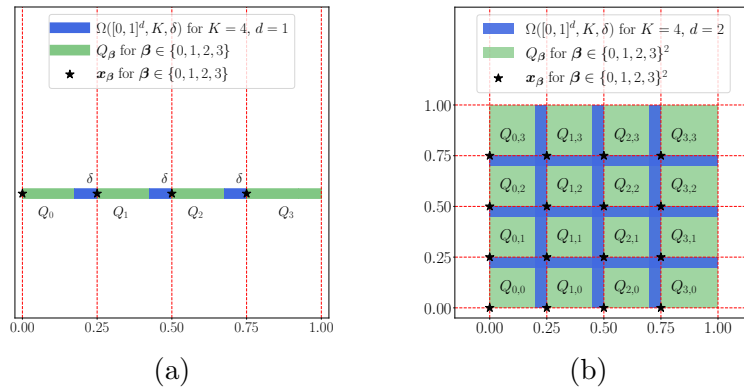 Ω([0, 1]^d, K, δ) for K = 4, d = 1
Q_β for β ∈ {0, 1, 2, 3}
x_β for β ∈ {0, 1, 2, 3}
δ δ δ
Q_0 Q_1 Q_2 Q_3
0.00 0.25 0.50 0.75 1.00
(a)
Ω([0, 1]^d, K, δ) for K = 4, d = 2
Q_β for β ∈ {0, 1, 2, 3}^2
x_β for β ∈ {0, 1, 2, 3}^2
1.00
Q_{0,3} Q_{1,3} Q_{2,3} Q_{3,3}
0.75
Q_{0,2} Q_{1,2} Q_{2,2} Q_{3,2}
0.50
Q_{0,1} Q_{1,1} Q_{2,1} Q_{3,1}
0.25
Q_{0,0} Q_{1,0} Q_{2,0} Q_{3,0}
0.00
0.00 0.25 0.50 0.75 1.00
(b)